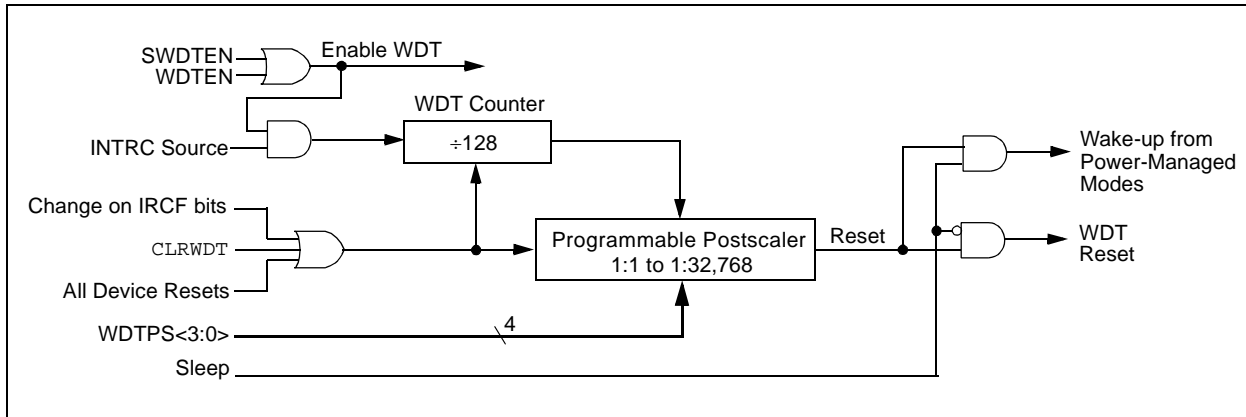 SWDTEN
WDTEN
Enable WDT
WDT Counter
÷128
INTRC Source
Change on IRCF bits
CLRWDT
All Device Resets
Programmable Postscaler
1:1 to 1:32,768
Reset
Wake-up from
Power-Managed
Modes
WDT
Reset
WDTPS<3:0>
4
Sleep